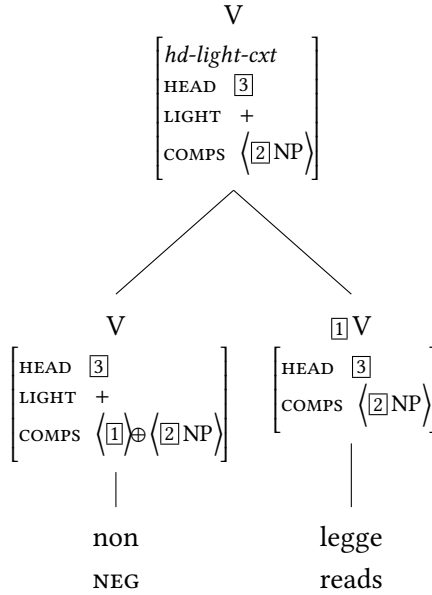 V
hd-light-cxt
HEAD 3
LIGHT +
COMPS ⟨2 NP⟩
V
HEAD 3
LIGHT +
COMPS ⟨1⟩⊕⟨2 NP⟩
1 V
HEAD 3
COMPS ⟨2 NP⟩
non
NEG
legge
reads